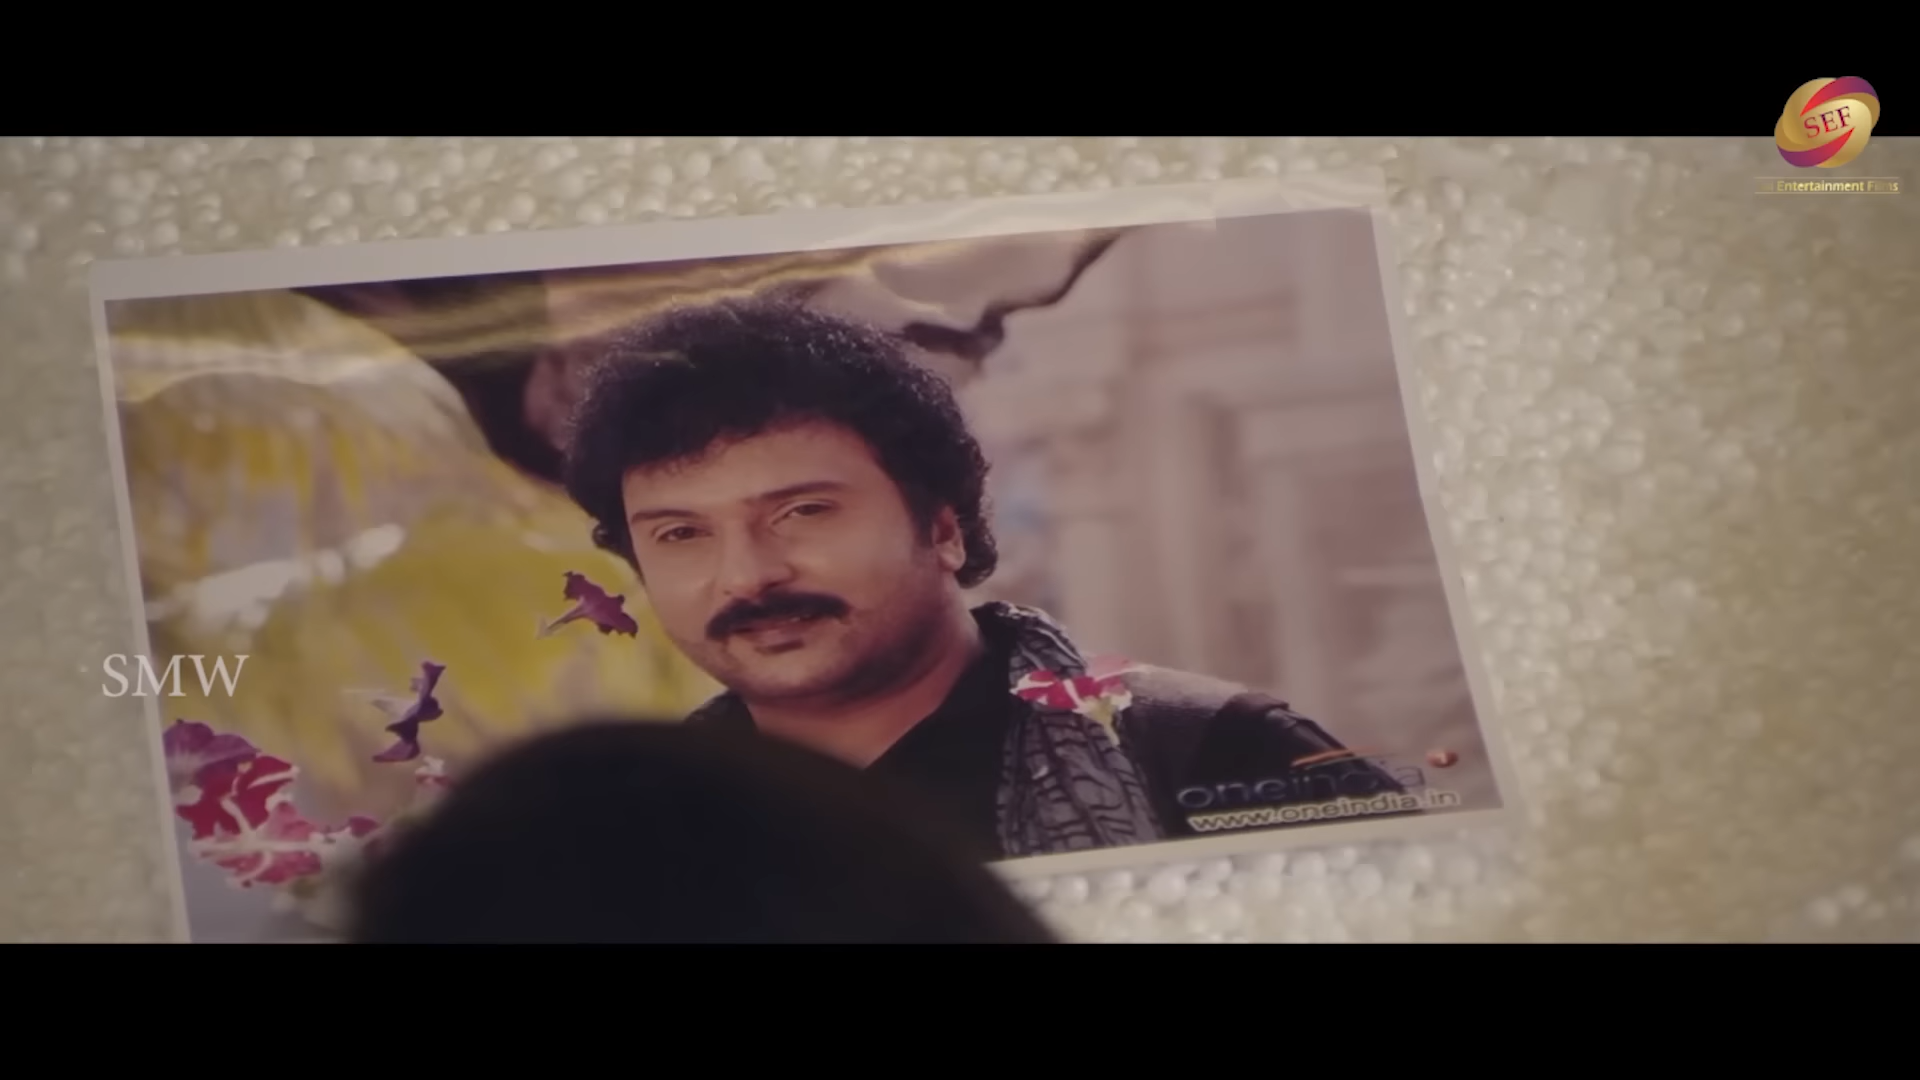 SEF
Entertainment Films
SMW
oneindia
www.oneindia.in